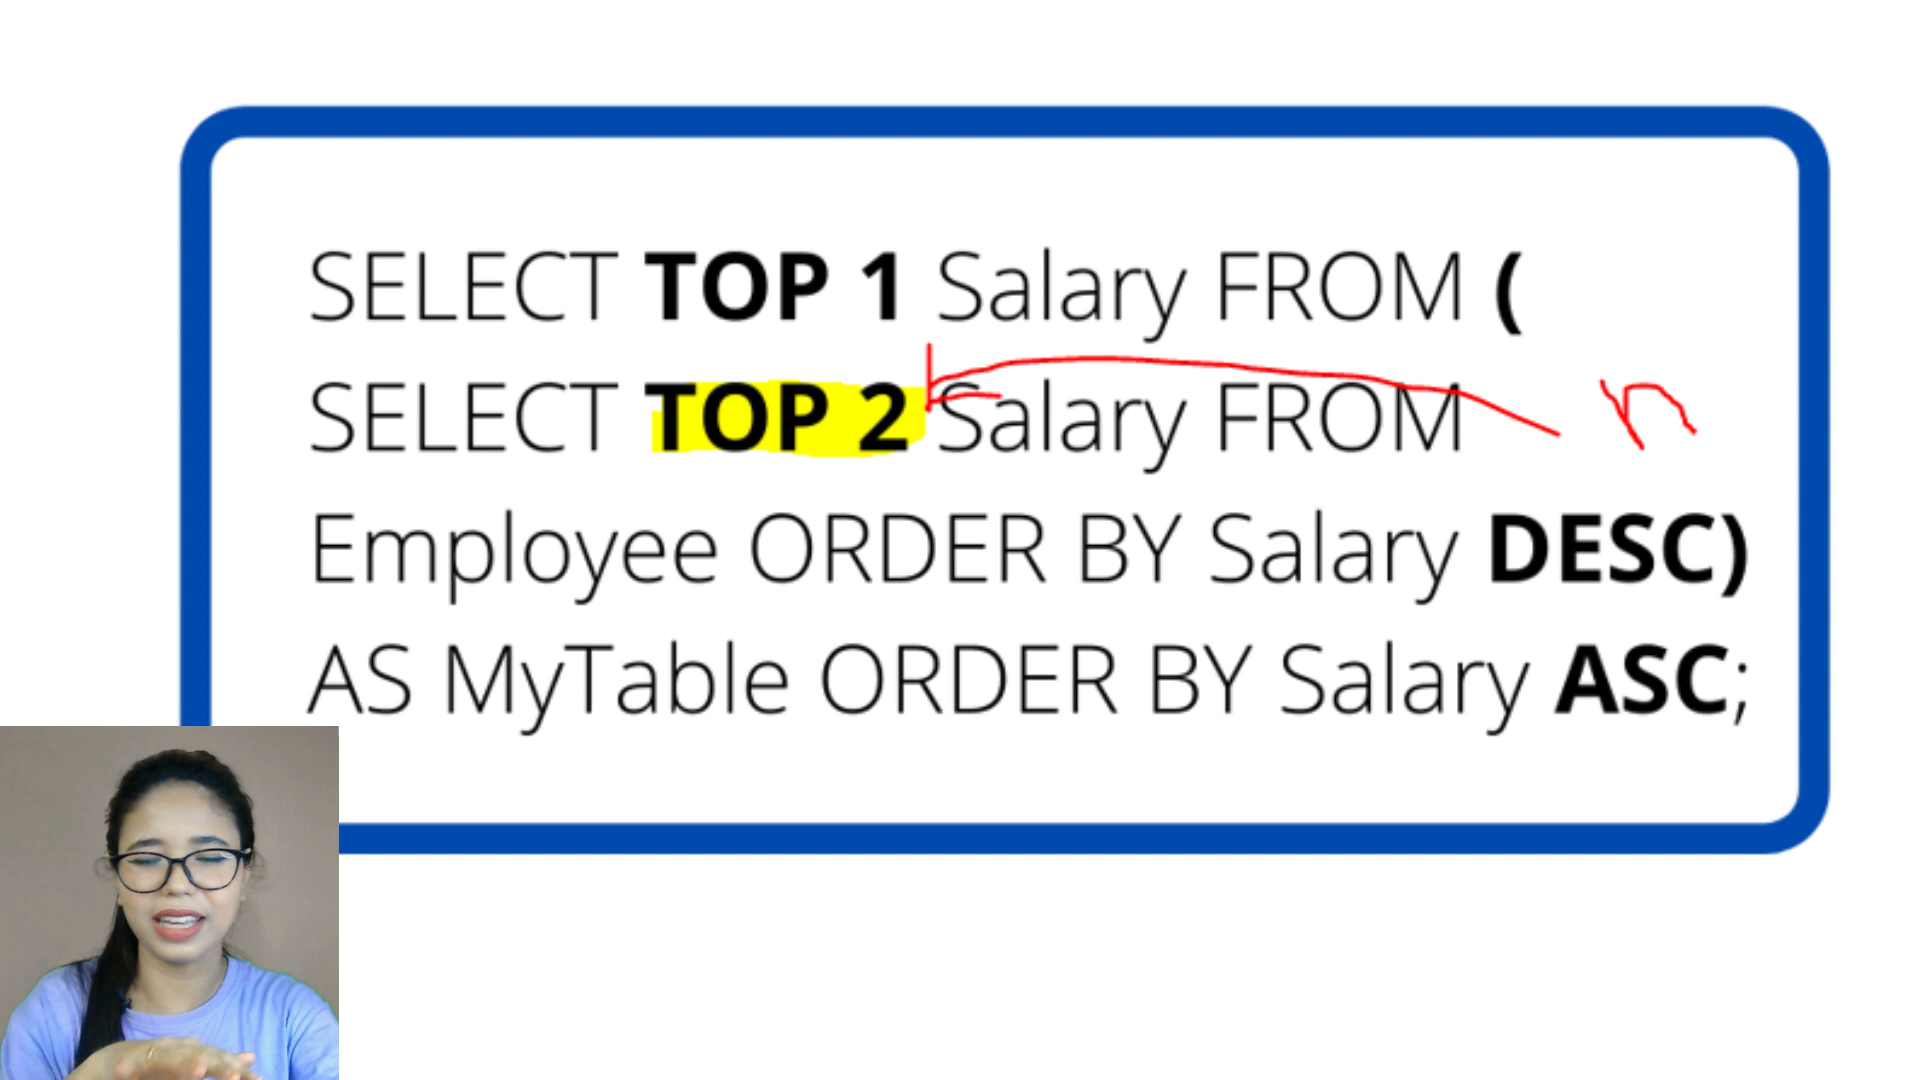 SELECT TOP 1 Salary FROM (
SELECT TOP 2 Salary FROM n
Employee ORDER BY Salary DESC)
AS MyTable ORDER BY Salary ASC;